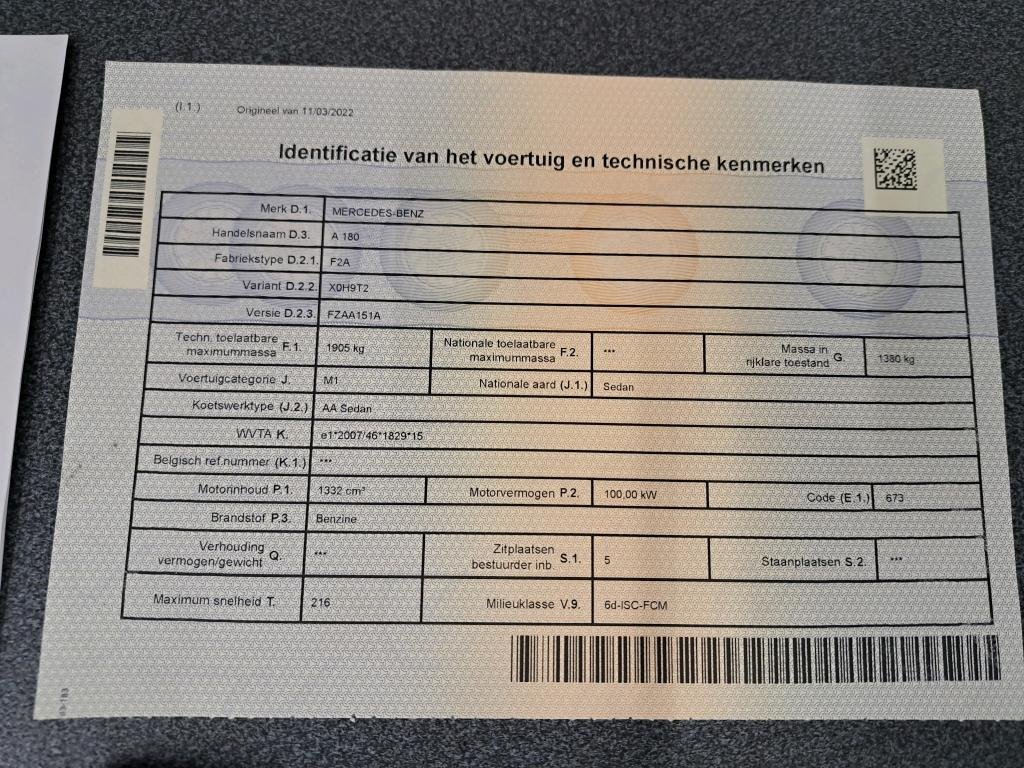 (I.1.) Origineel van 11/03/2022
Identificatie van het voertuig en technische kenmerken
Merk D.1. MERCEDES-BENZ
Handelsnaam D.3. A 180
Fabriekstype D.2.1. F2A
Variant D.2.2. X0H9T2
Versie D.2.3. FZAA151A
Techn. toelaatbare maximummassa F.1. 1905 kg Nationale toelaatbare maximummassa F.2. *** Massa in rijklare toestand G. 1380 kg
Voertuigcategorie J. M1 Nationale aard (J.1.) Sedan
Koetswerktype (J.2.) AA Sedan
WVTA K. e1*2007/46*1829*15
Belgisch ref.nummer (K.1.) ***
Motorinhoud P.1. 1332 cm³ Motorvermogen P.2. 100,00 kW Code (E.1.) 673
Brandstof P.3. Benzine
Verhouding vermogen/gewicht Q. *** Zitplaatsen bestuurder inb. S.1. 5 Staanplaatsen S.2. ***
Maximum snelheid T. 216 Milieuklasse V.9. 6d-ISC-FCM